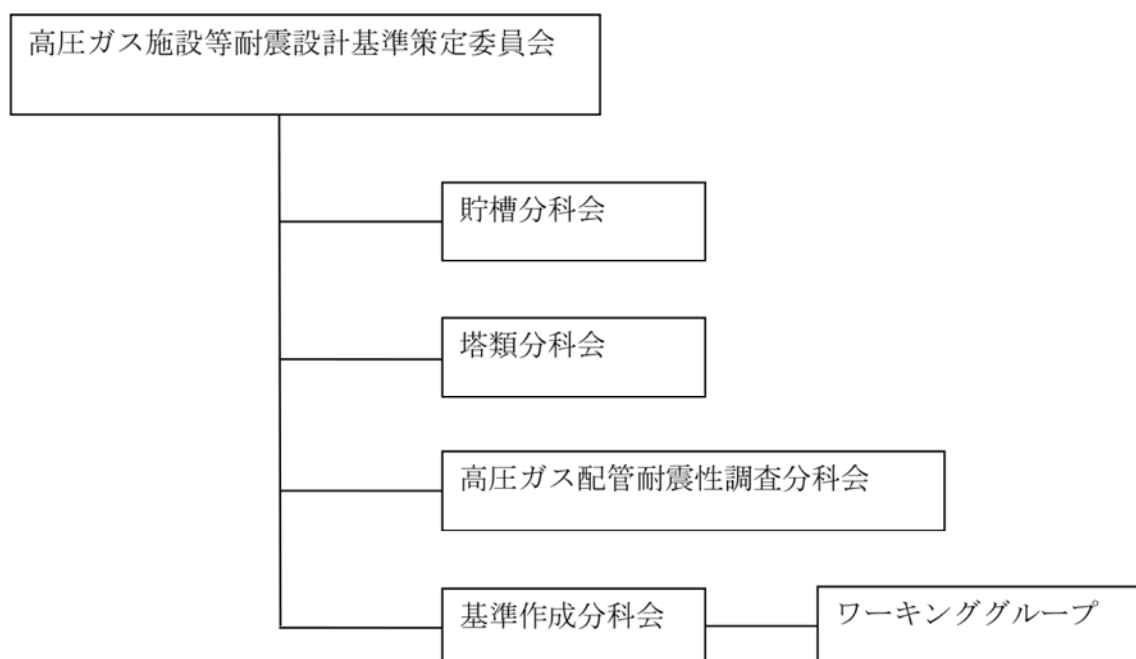 高圧ガス施設等耐震設計基準策定委員会
貯槽分科会
塔類分科会
高圧ガス配管耐震性調査分科会
基準作成分科会
ワーキンググループ